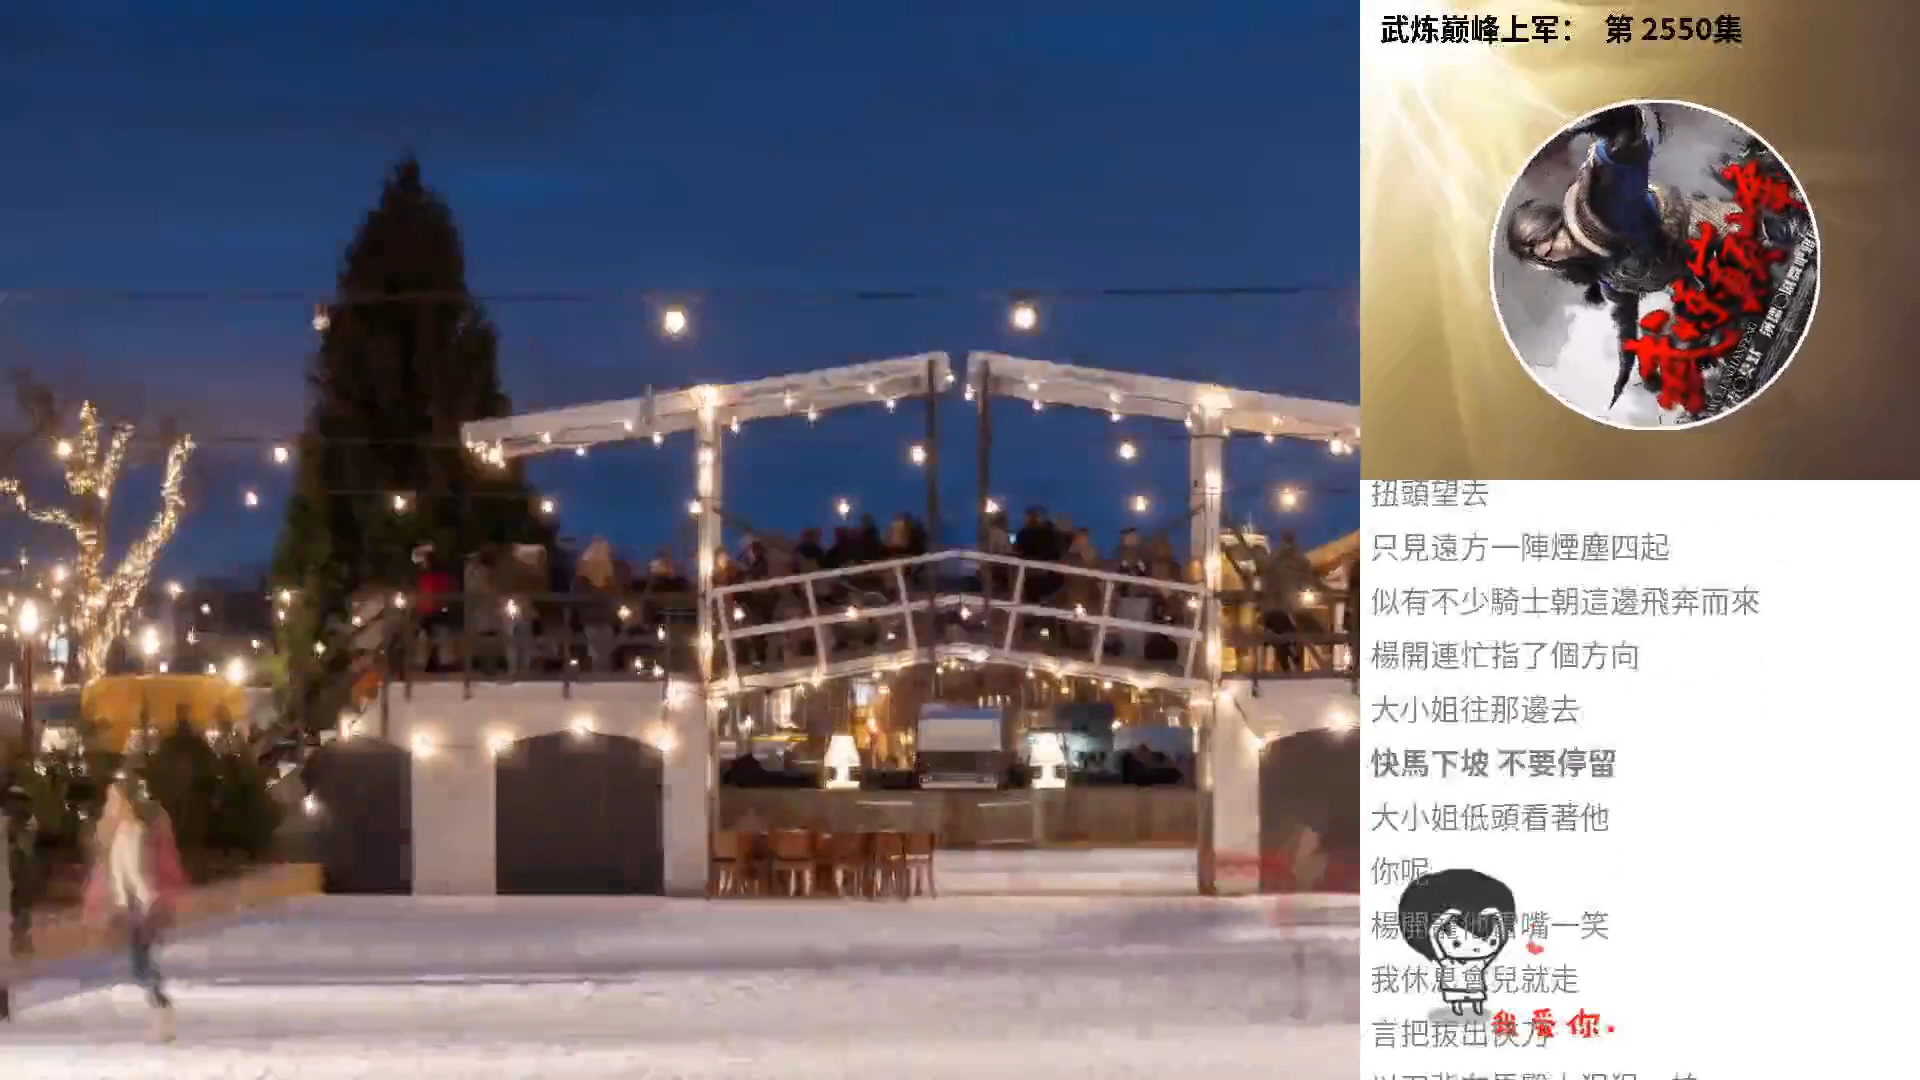 武炼巅峰上军： 第 2550集
扭頭望去
只見遠方一陣煙塵四起
似有不少騎士朝這邊飛奔而來
楊開連忙指了個方向
大小姐往那邊去
快馬下坡 不要停留
大小姐低頭看著他
你呢
楊開 嘴一笑
我休息會兒就走
我爱你.
言把拔出快刀